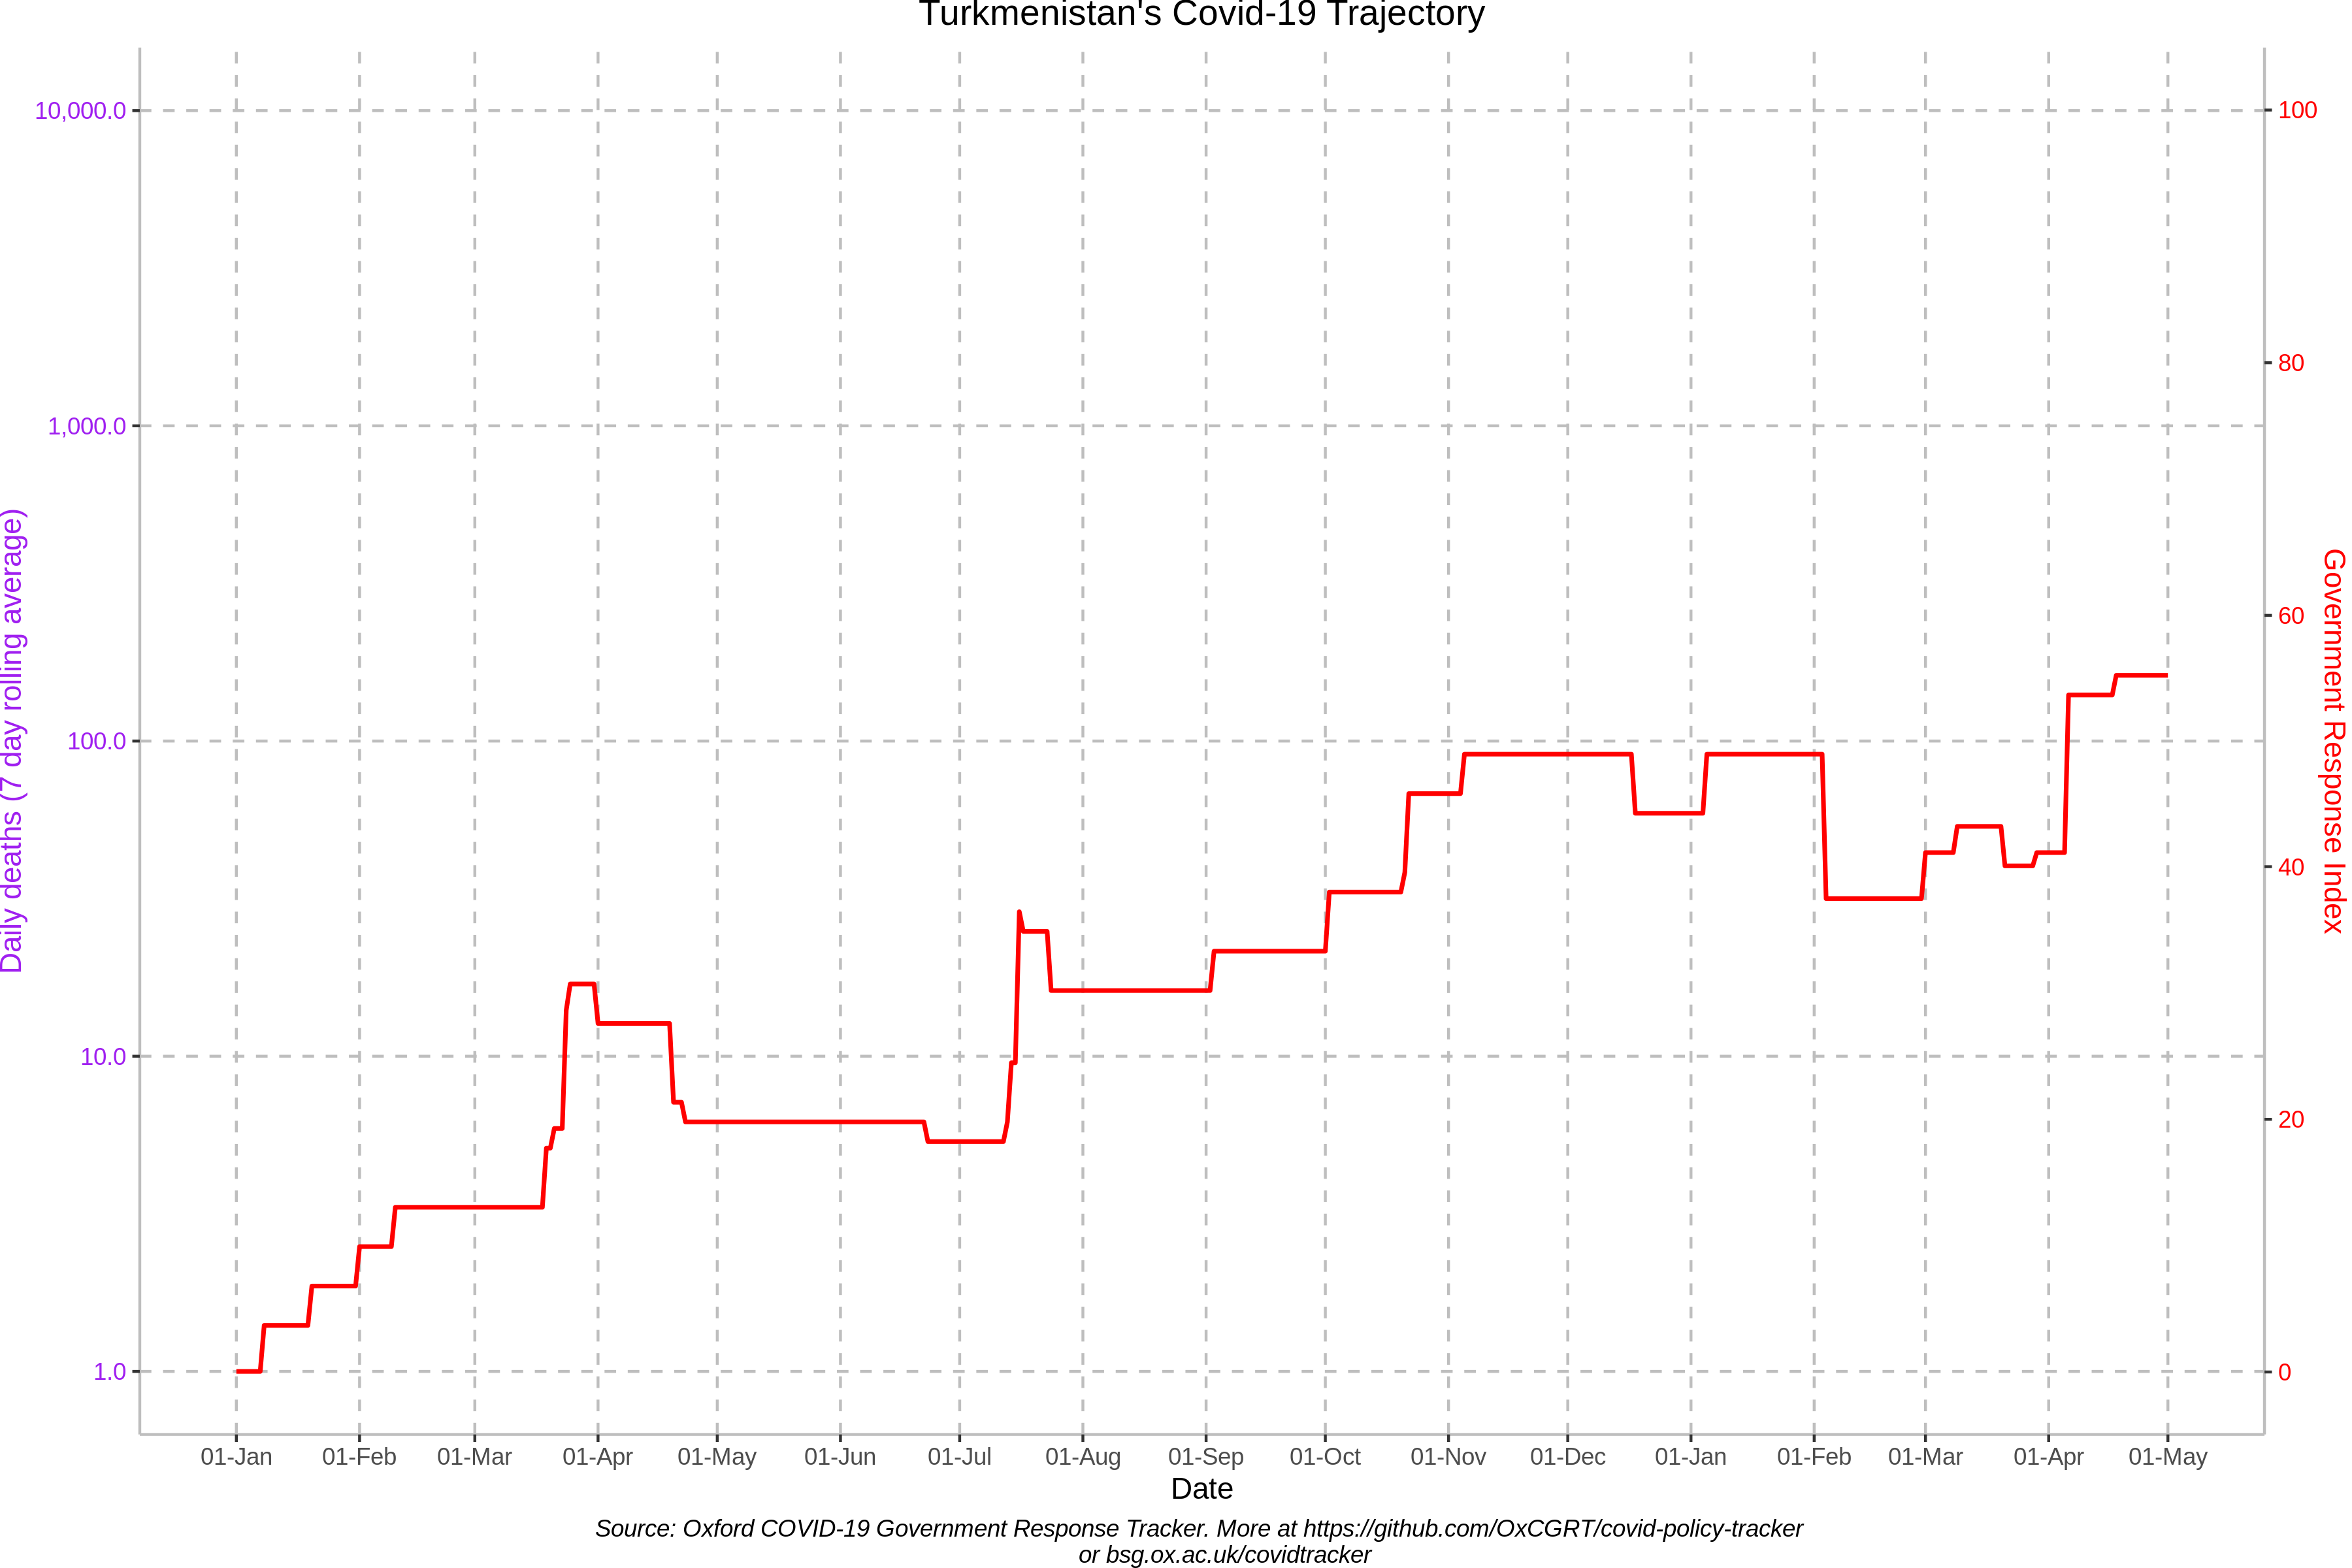 Turkmenistan's Covid-19 Trajectory
10,000.0
1,000.0
100.0
10.0
1.0
Daily deaths (7 day rolling average)
100
80
60
40
20
0
Government Response Index
01-Jan 01-Feb 01-Mar 01-Apr 01-May 01-Jun 01-Jul 01-Aug 01-Sep 01-Oct 01-Nov 01-Dec 01-Jan 01-Feb 01-Mar 01-Apr 01-May
Date
Source: Oxford COVID-19 Government Response Tracker. More at https://github.com/OxCGRT/covid-policy-tracker
or bsg.ox.ac.uk/covidtracker